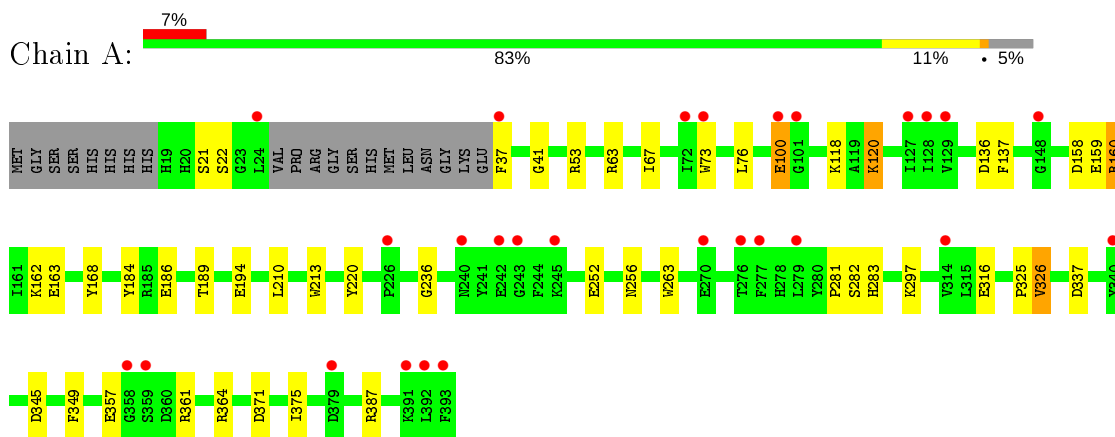 7%
Chain A:
83% 11% • 5%
MET GLY SER SER HIS HIS HIS HIS H19 H20 S21 S22 G23 L24 VAL PRO ARG GLY SER HIS MET LEU ASN GLY LYS GLU F37 G41 R53 R63 I67 I72 W73 L76 E100 G101 K118 A119 K120 I127 I128 V129 D136 F137 G148 D158 E159 R160
I161 K162 E163 Y168 Y184 R185 E186 T189 E194 L210 W213 Y220 P226 G236 N240 Y241 E242 G243 F244 K245 E252 N256 W263 E270 T276 F277 H278 L279 Y280 P281 S282 H283 K297 V314 L315 E316 P325 V326 D337
D345 F349 E357 G358 S359 D360 R361 R364 D371 I375 D379 R387 K391 L392 F393